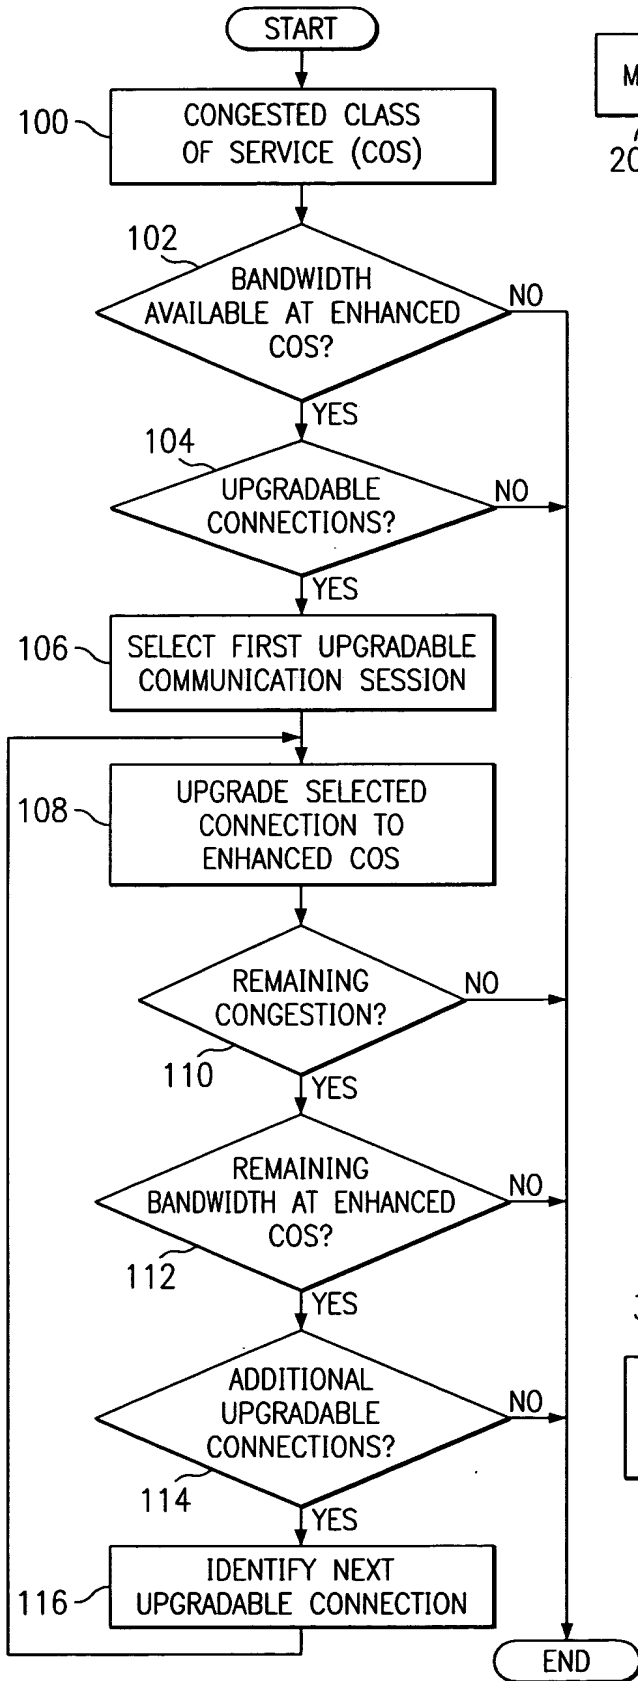 START
100
CONGESTED CLASS
OF SERVICE (COS)
M
20
102
BANDWIDTH
AVAILABLE AT ENHANCED
COS?
NO
YES
104
UPGRADABLE
CONNECTIONS?
NO
YES
106
SELECT FIRST UPGRADABLE
COMMUNICATION SESSION
108
UPGRADE SELECTED
CONNECTION TO
ENHANCED COS
REMAINING
CONGESTION?
NO
110
YES
REMAINING
BANDWIDTH AT ENHANCED
COS?
NO
112
YES
ADDITIONAL
UPGRADABLE
CONNECTIONS?
NO
114
YES
116
IDENTIFY NEXT
UPGRADABLE CONNECTION
END